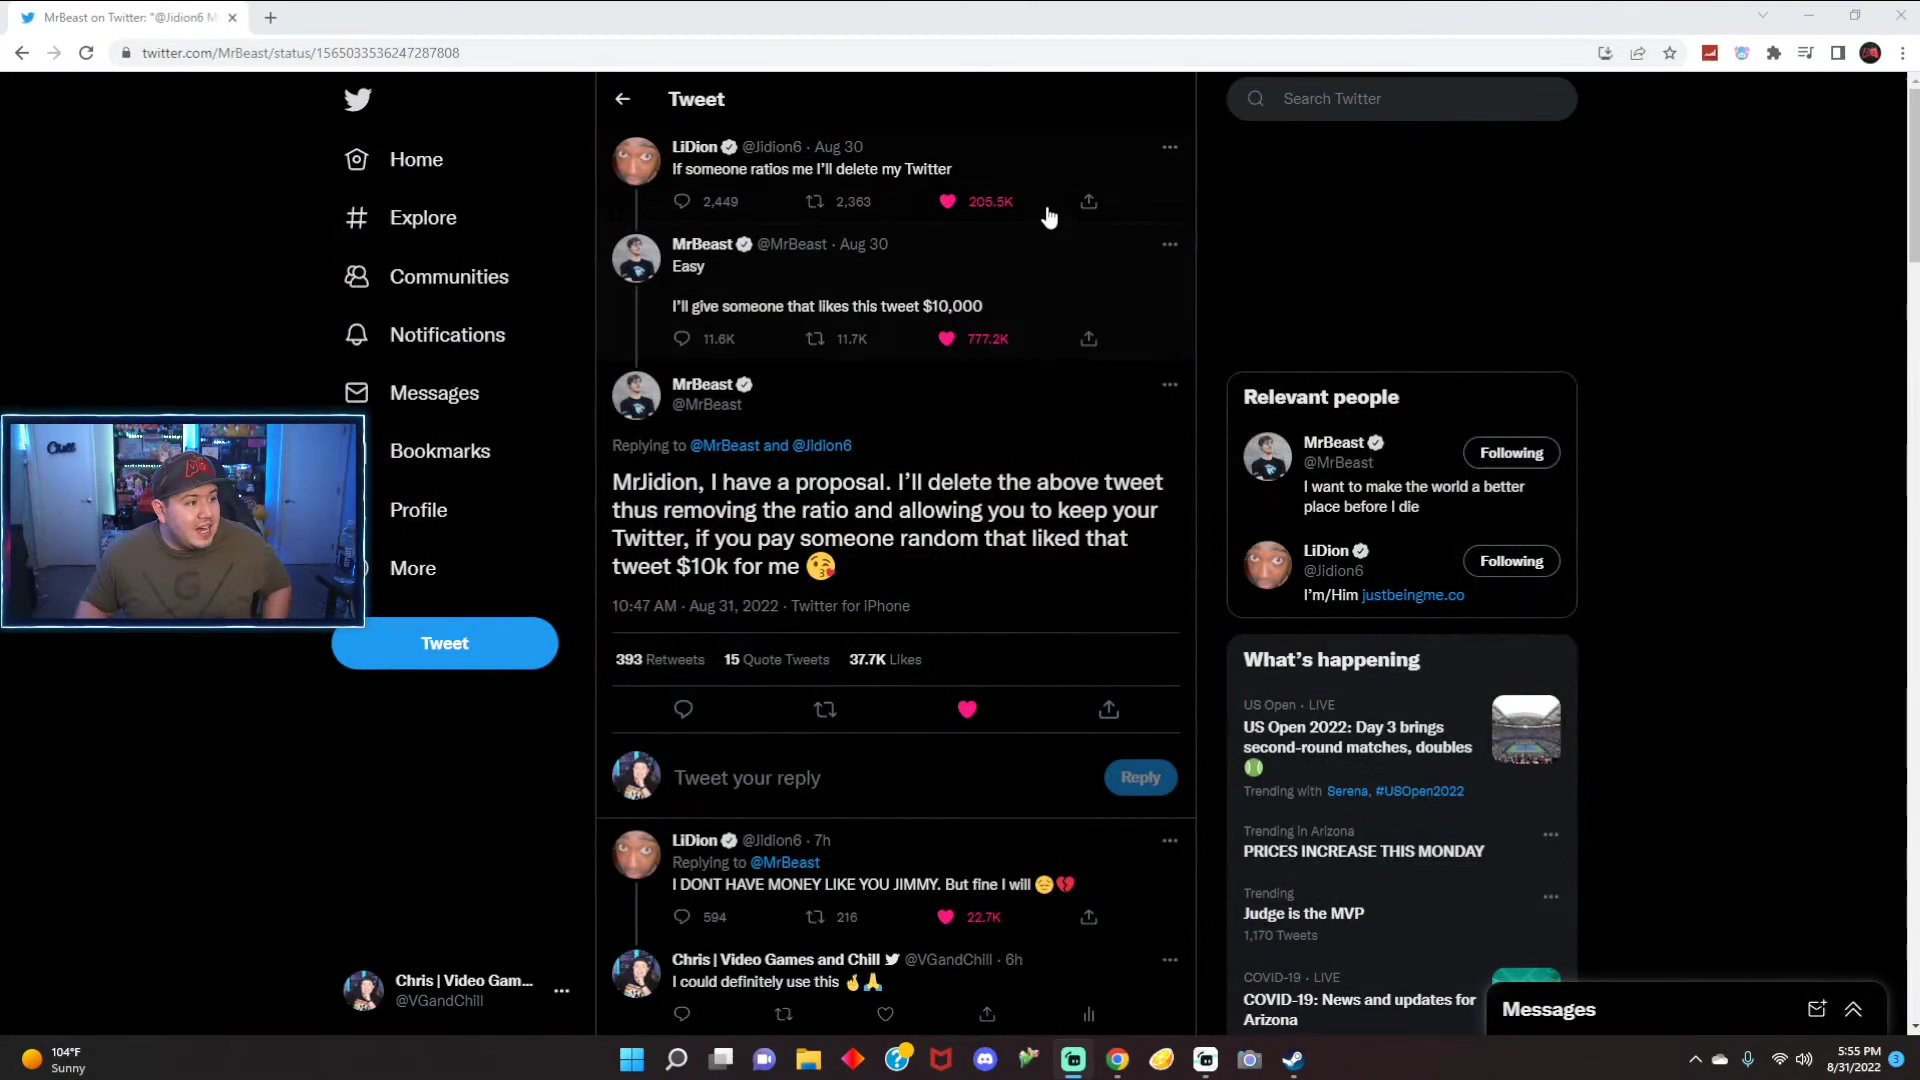 MrBeast on Twitter: "@Jidion6 M
twitter.com/MrBeast/status/1565033536247287808
Tweet
Search Twitter
Home
Explore
Communities
Notifications
Messages
Bookmarks
Profile
More
Tweet
LiDion @Jidion6 · Aug 30
If someone ratios me I'll delete my Twitter
2,449 2,363 205.5K
MrBeast @MrBeast · Aug 30
Easy
I'll give someone that likes this tweet $10,000
11.6K 11.7K 777.2K
MrBeast
@MrBeast
Replying to @MrBeast and @Jidion6
MrJidion, I have a proposal. I'll delete the above tweet
thus removing the ratio and allowing you to keep your
Twitter, if you pay someone random that liked that
tweet $10k for me 😘
10:47 AM · Aug 31, 2022 · Twitter for iPhone
393 Retweets 15 Quote Tweets 37.7K Likes
Tweet your reply
Reply
LiDion @Jidion6 · 7h
Replying to @MrBeast
I DONT HAVE MONEY LIKE YOU JIMMY. But fine I will 😔💔
594 216 22.7K
Chris | Video Games and Chill @VGandChill · 6h
I could definitely use this 🤞🙏
Relevant people
MrBeast
@MrBeast
Following
I want to make the world a better
place before I die
LiDion
@Jidion6
Following
I'm/Him justbeingme.co
What's happening
US Open · LIVE
US Open 2022: Day 3 brings
second-round matches, doubles
🎾
Trending with Serena, #USOpen2022
Trending in Arizona
PRICES INCREASE THIS MONDAY
Trending
Judge is the MVP
1,170 Tweets
COVID-19 · LIVE
COVID-19: News and updates for
Arizona
Messages
Chris | Video Gam...
@VGandChill
104°F
Sunny
5:55 PM
8/31/2022
3